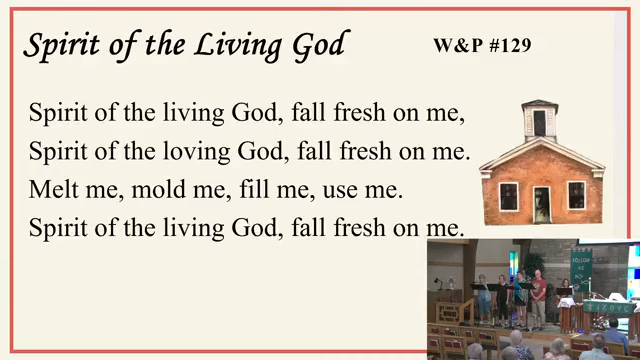 Spirit of the Living God
W&P #129
Spirit of the living God, fall fresh on me,
Spirit of the loving God, fall fresh on me.
Melt me, mold me, fill me, use me.
Spirit of the living God, fall fresh on me.
FOLLOW